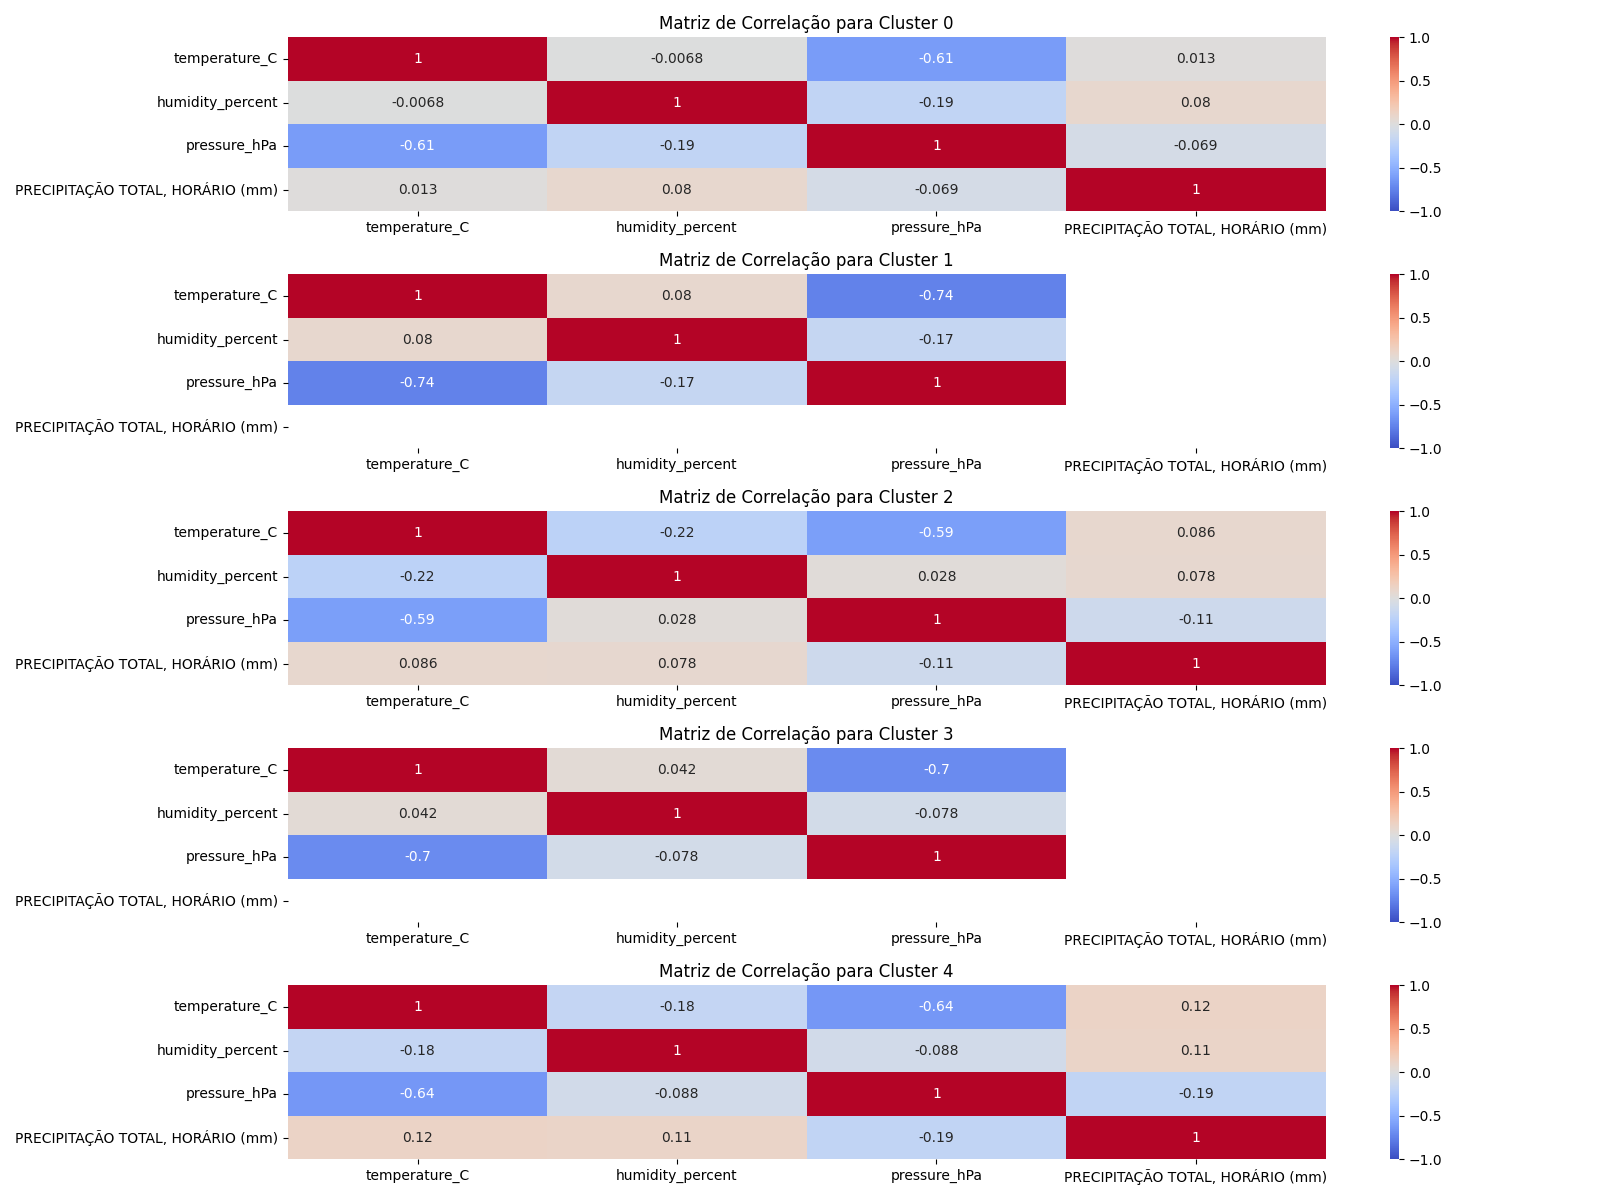 Matriz de Correlação para Cluster 0
temperature_C 1 -0.0068 -0.61 0.013
humidity_percent -0.0068 1 -0.19 0.08
pressure_hPa -0.61 -0.19 1 -0.069
PRECIPITAÇÃO TOTAL, HORÁRIO (mm) 0.013 0.08 -0.069 1
temperature_C humidity_percent pressure_hPa PRECIPITAÇÃO TOTAL, HORÁRIO (mm)
1.0
0.5
0.0
−0.5
−1.0
Matriz de Correlação para Cluster 1
temperature_C 1 0.08 -0.74
humidity_percent 0.08 1 -0.17
pressure_hPa -0.74 -0.17 1
PRECIPITAÇÃO TOTAL, HORÁRIO (mm)
temperature_C humidity_percent pressure_hPa PRECIPITAÇÃO TOTAL, HORÁRIO (mm)
1.0
0.5
0.0
−0.5
−1.0
Matriz de Correlação para Cluster 2
temperature_C 1 -0.22 -0.59 0.086
humidity_percent -0.22 1 0.028 0.078
pressure_hPa -0.59 0.028 1 -0.11
PRECIPITAÇÃO TOTAL, HORÁRIO (mm) 0.086 0.078 -0.11 1
temperature_C humidity_percent pressure_hPa PRECIPITAÇÃO TOTAL, HORÁRIO (mm)
1.0
0.5
0.0
−0.5
−1.0
Matriz de Correlação para Cluster 3
temperature_C 1 0.042 -0.7
humidity_percent 0.042 1 -0.078
pressure_hPa -0.7 -0.078 1
PRECIPITAÇÃO TOTAL, HORÁRIO (mm)
temperature_C humidity_percent pressure_hPa PRECIPITAÇÃO TOTAL, HORÁRIO (mm)
1.0
0.5
0.0
−0.5
−1.0
Matriz de Correlação para Cluster 4
temperature_C 1 -0.18 -0.64 0.12
humidity_percent -0.18 1 -0.088 0.11
pressure_hPa -0.64 -0.088 1 -0.19
PRECIPITAÇÃO TOTAL, HORÁRIO (mm) 0.12 0.11 -0.19 1
temperature_C humidity_percent pressure_hPa PRECIPITAÇÃO TOTAL, HORÁRIO (mm)
1.0
0.5
0.0
−0.5
−1.0